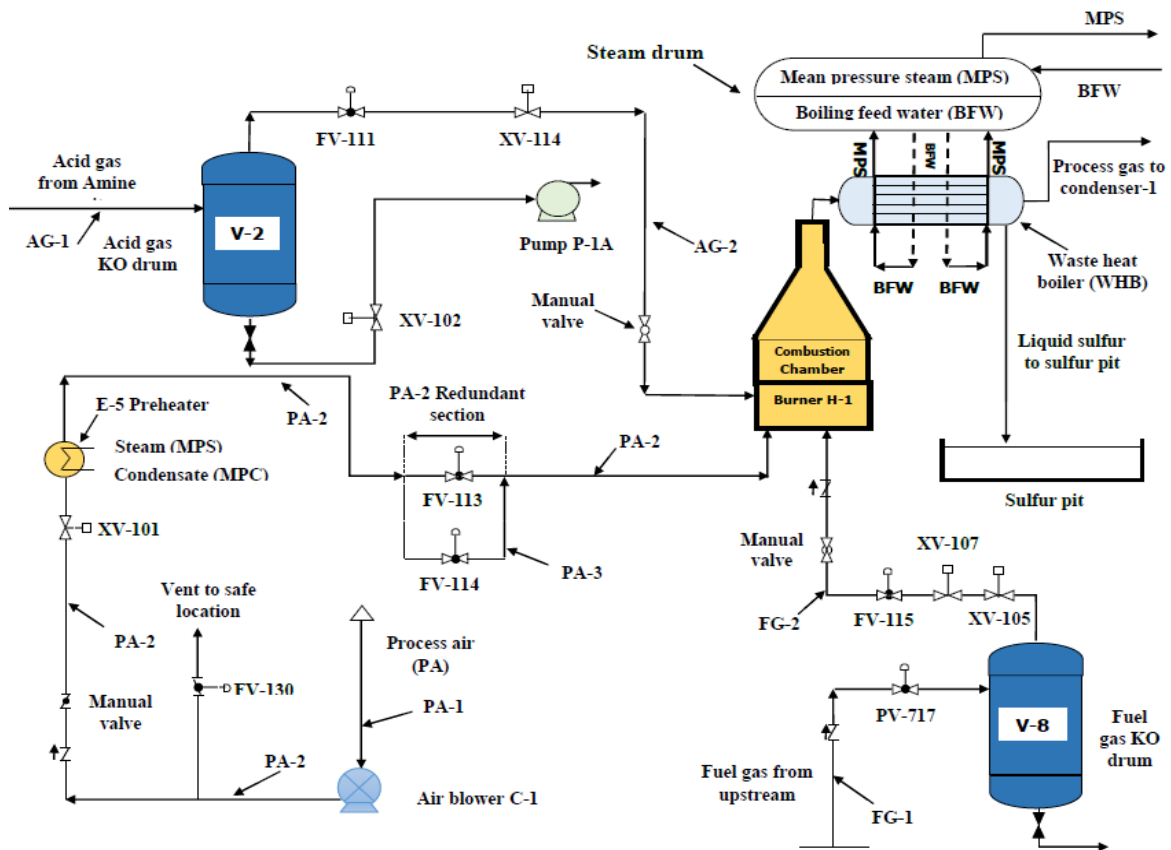 MPS
Steam drum
Mean pressure steam (MPS)
Boiling feed water (BFW)
BFW
FV-111
XV-114
MPS
BFW
MPS
Process gas to
condenser-1
Acid gas
from Amine
V-2
AG-1
Acid gas
KO drum
Pump P-1A
AG-2
Waste heat
boiler (WHB)
BFW
BFW
XV-102
Manual
valve
Combustion
Chamber
Liquid sulfur
to sulfur pit
PA-2
PA-2 Redundant
section
Burner H-1
E-5 Preheater
Steam (MPS)
Condensate (MPC)
PA-2
FV-113
Sulfur pit
XV-101
Manual
valve
XV-107
FV-114
PA-3
Vent to safe
location
FG-2
FV-115
XV-105
PA-2
Process air
(PA)
FV-130
Manual
valve
PA-1
PV-717
V-8
Fuel
gas KO
drum
PA-2
Air blower C-1
Fuel gas from
upstream
FG-1